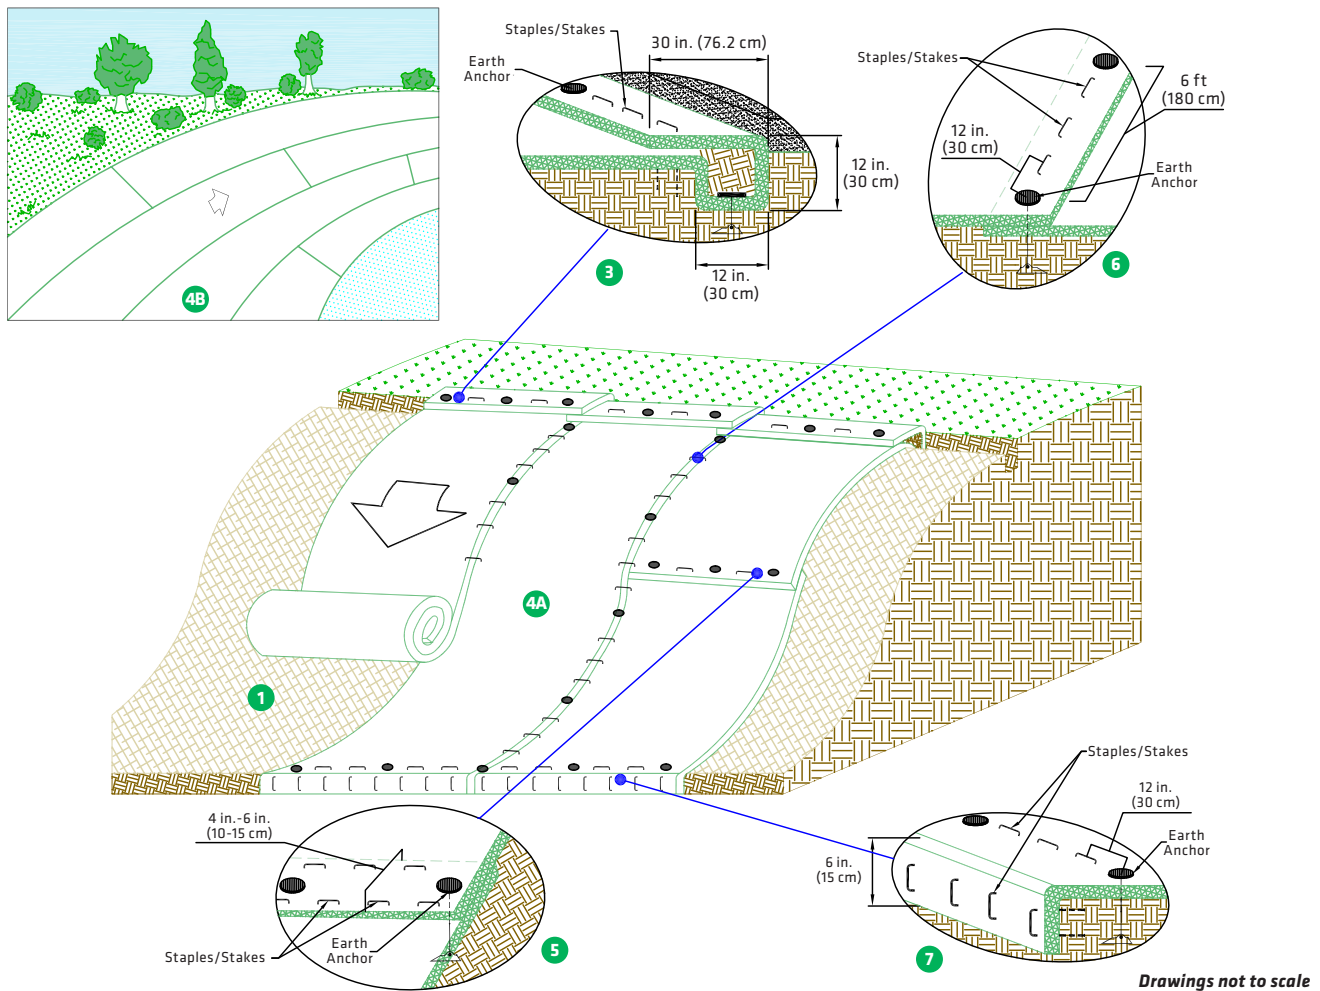 Staples/Stakes
30 in. (76.2 cm)
Earth
Anchor
12 in.
(30 cm)
12 in.
(30 cm)
3
Staples/Stakes
6 ft
(180 cm)
12 in.
(30 cm)
Earth
Anchor
6
4B
4A
1
4 in.-6 in.
(10-15 cm)
Staples/Stakes
Earth
Anchor
5
Staples/Stakes
12 in.
(30 cm)
Earth
Anchor
6 in.
(15 cm)
7
Drawings not to scale